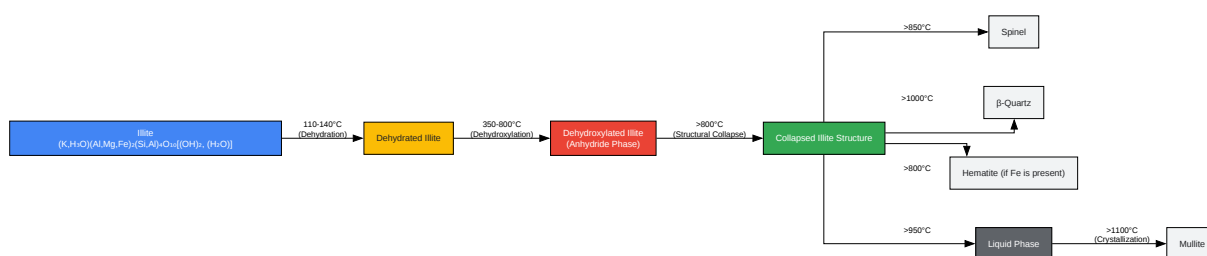 >850°C
Spinel
>1000°C
β-Quartz
Illite
(K,H₃O)(Al,Mg,Fe)₂(Si,Al)₄O₁₀[(OH)₂, (H₂O)]
110-140°C
(Dehydration)
Dehydrated Illite
350-800°C
(Dehydroxylation)
Dehydroxylated Illite
(Anhydride Phase)
>800°C
(Structural Collapse)
Collapsed Illite Structure
>800°C
Hematite (if Fe is present)
>950°C
Liquid Phase
>1100°C
(Crystallization)
Mullite